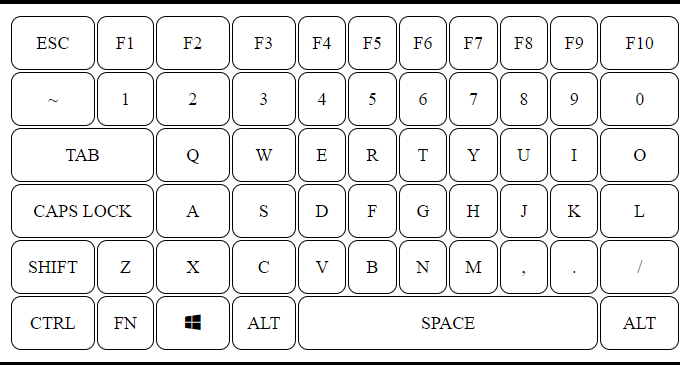 ESC F1 F2 F3 F4 F5 F6 F7 F8 F9 F10
~ 1 2 3 4 5 6 7 8 9 0
TAB Q W E R T Y U I O
CAPS LOCK A S D F G H J K L
SHIFT Z X C V B N M , . /
CTRL FN ALT SPACE ALT